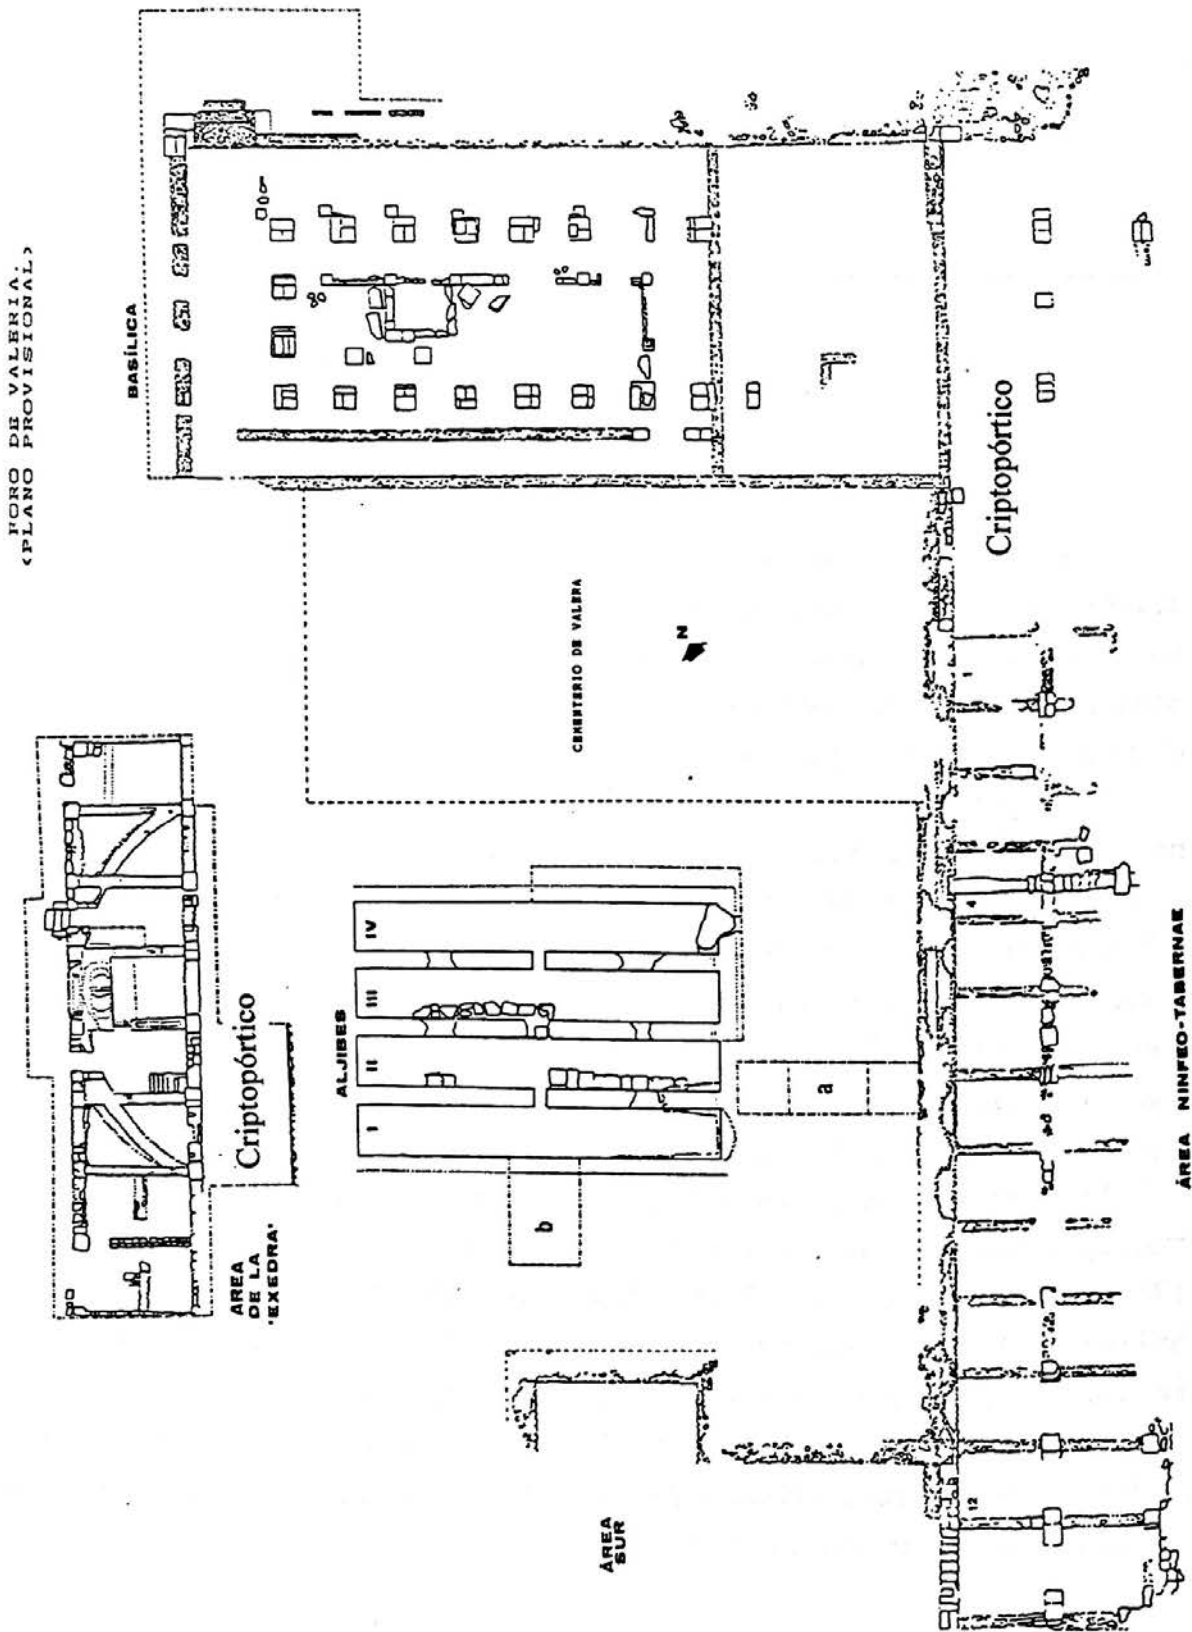 FORO DE VALERIA.
<PLANO PROVISIONAL>
BASÍLICA
CEMENTERIO DE VALERA
N
Criptopórtico
ÁREA
DE LA
'EXEDRA'
Criptopórtico
ALJIBES
I
II
III
IV
a
b
ÁREA
SUR
1
4
12
ÁREA NINFEO-TABERNAE